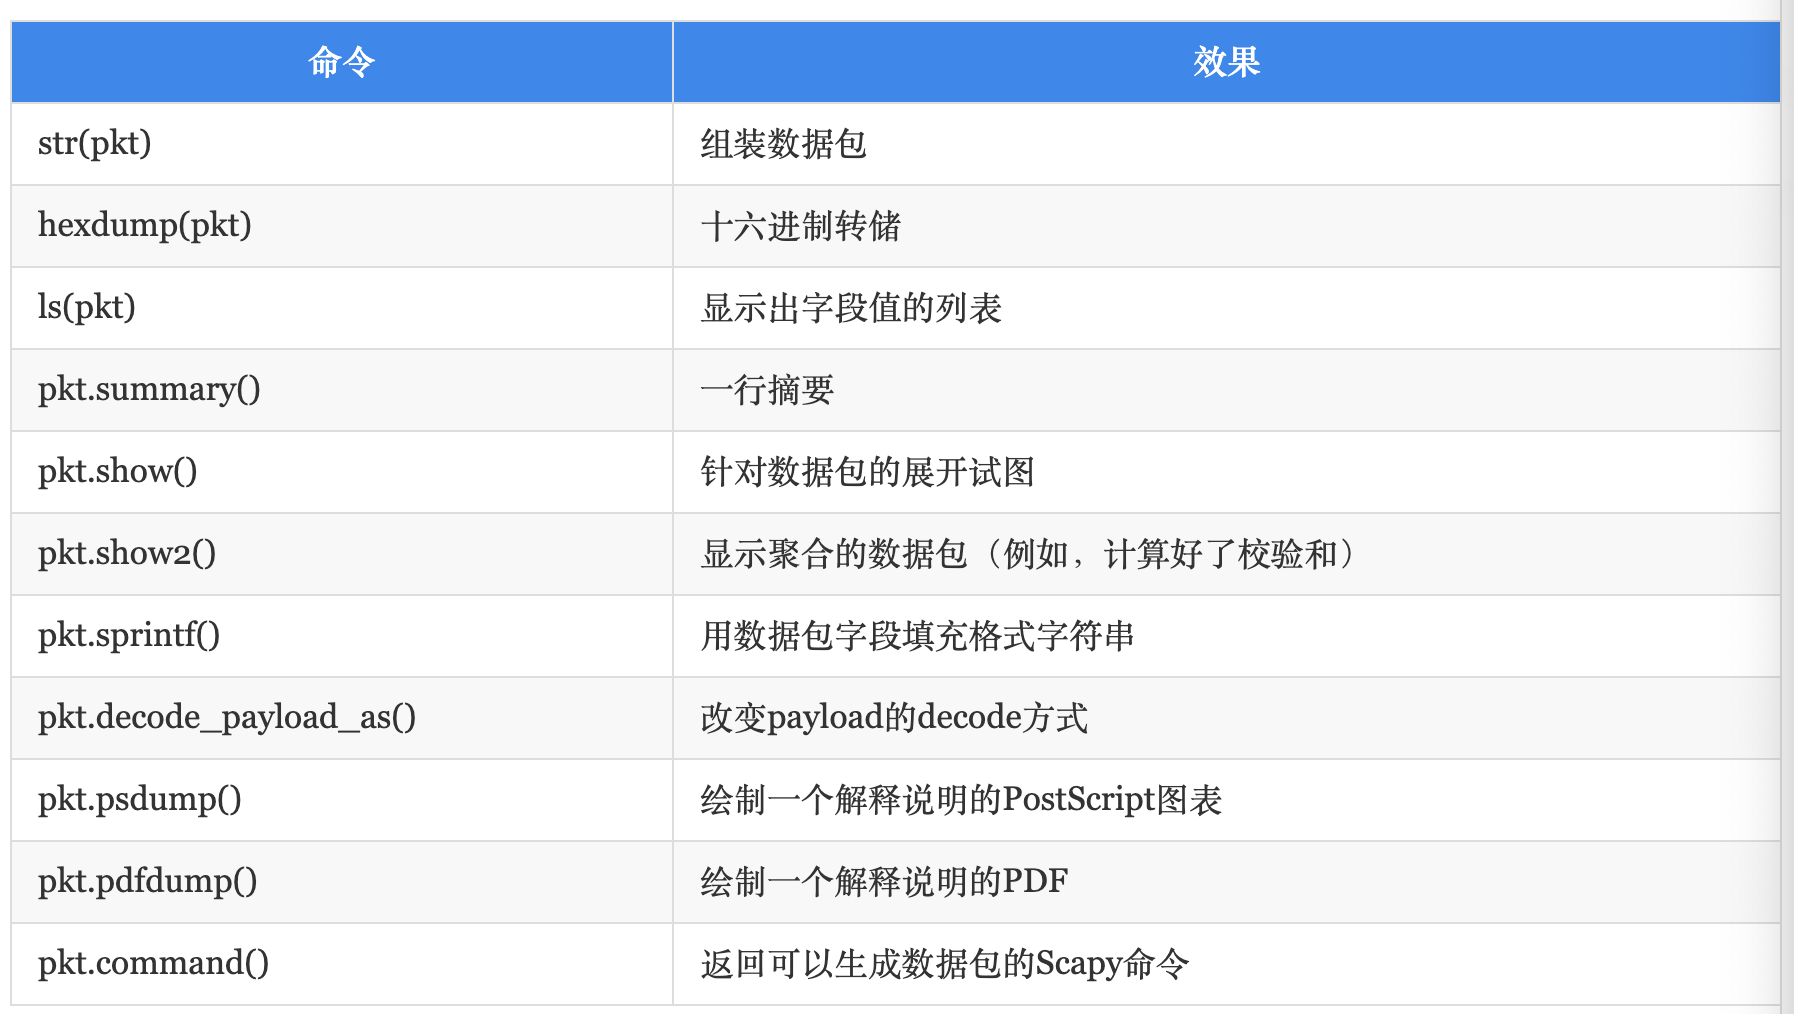 命令 效果
str(pkt) 组装数据包
hexdump(pkt) 十六进制转储
ls(pkt) 显示出字段值的列表
pkt.summary() 一行摘要
pkt.show() 针对数据包的展开试图
pkt.show2() 显示聚合的数据包（例如，计算好了校验和）
pkt.sprintf() 用数据包字段填充格式字符串
pkt.decode_payload_as() 改变payload的decode方式
pkt.psdump() 绘制一个解释说明的PostScript图表
pkt.pdfdump() 绘制一个解释说明的PDF
pkt.command() 返回可以生成数据包的Scapy命令